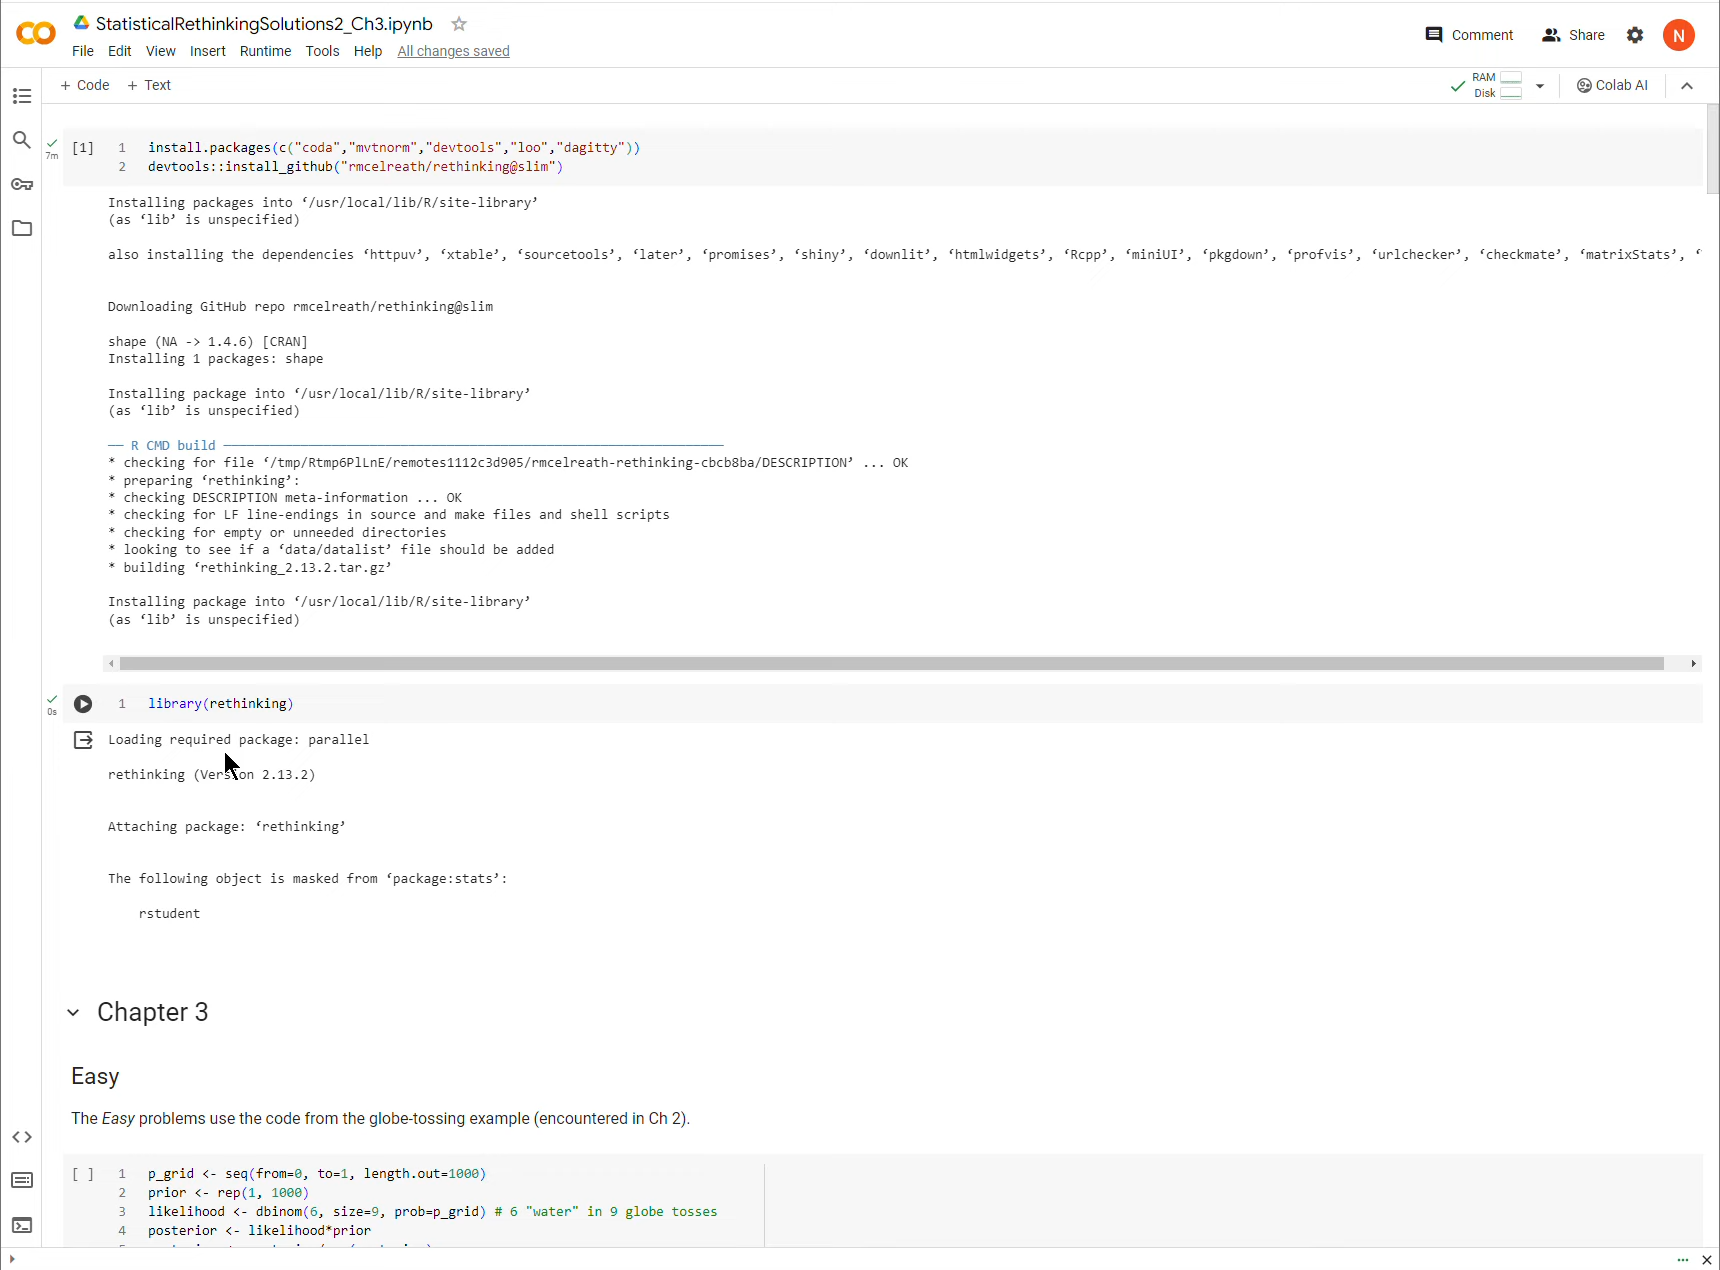 StatisticalRethinkingSolutions2_Ch3.ipynb
File Edit View Insert Runtime Tools Help All changes saved
Comment Share N
+ Code + Text
RAM
Disk
Colab AI
7m
[1] 1 install.packages(c("coda","mvtnorm","devtools","loo","dagitty"))
2 devtools::install_github("rmcelreath/rethinking@slim")
Installing packages into ‘/usr/local/lib/R/site-library’
(as ‘lib’ is unspecified)
also installing the dependencies ‘httpuv’, ‘xtable’, ‘sourcetools’, ‘later’, ‘promises’, ‘shiny’, ‘downlit’, ‘htmlwidgets’, ‘Rcpp’, ‘miniUI’, ‘pkgdown’, ‘profvis’, ‘urlchecker’, ‘checkmate’, ‘matrixStats’, ‘
Downloading GitHub repo rmcelreath/rethinking@slim
shape (NA -> 1.4.6) [CRAN]
Installing 1 packages: shape
Installing package into ‘/usr/local/lib/R/site-library’
(as ‘lib’ is unspecified)
── R CMD build ─────────────────────────────────────────────────────────────────
* checking for file ‘/tmp/Rtmp6PlLnE/remotes1112c3d905/rmcelreath-rethinking-cbcb8ba/DESCRIPTION’ ... OK
* preparing ‘rethinking’:
* checking DESCRIPTION meta-information ... OK
* checking for LF line-endings in source and make files and shell scripts
* checking for empty or unneeded directories
* looking to see if a ‘data/datalist’ file should be added
* building ‘rethinking_2.13.2.tar.gz’
Installing package into ‘/usr/local/lib/R/site-library’
(as ‘lib’ is unspecified)
0s
1 library(rethinking)
Loading required package: parallel
rethinking (Version 2.13.2)
Attaching package: ‘rethinking’
The following object is masked from ‘package:stats’:
rstudent
Chapter 3
Easy
The Easy problems use the code from the globe-tossing example (encountered in Ch 2).
[ ] 1 p_grid <- seq(from=0, to=1, length.out=1000)
2 prior <- rep(1, 1000)
3 likelihood <- dbinom(6, size=9, prob=p_grid) # 6 "water" in 9 globe tosses
4 posterior <- likelihood*prior